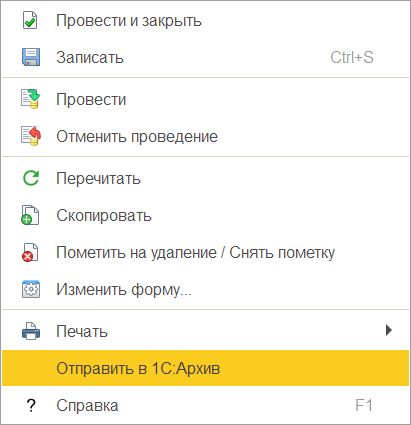 Провести и закрыть
Записать Ctrl+S
Провести
Отменить проведение
Перечитать
Скопировать
Пометить на удаление / Снять пометку
Изменить форму...
Печать
Отправить в 1С:Архив
? Справка F1